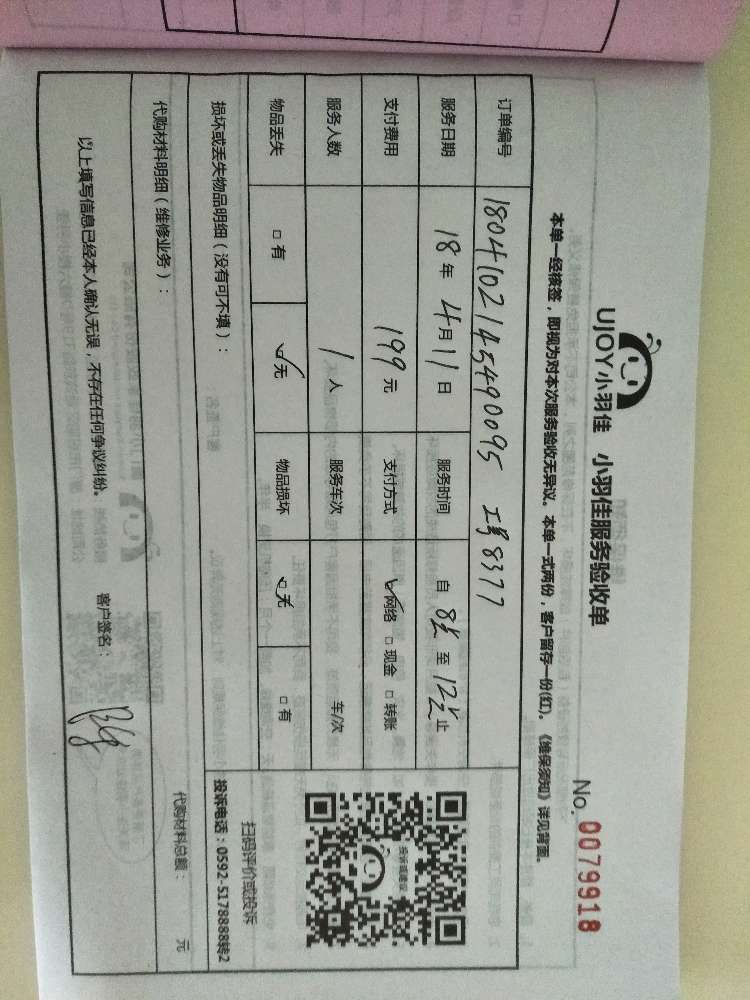 UJOY小羽佳 小羽佳服务验收单
No. 0079918
本单一经核签，即视为对本次服务验收无异议。本单一式两份，客户留存一份(红)。《维保须知》详见背面。
订单编号 1804102145490095 工号8377
服务日期 18年 4月11日 服务时间 自 8点 至 12点 止
支付费用 199元 支付方式 ☑网络 □现金 □转账
服务人数 1人 服务车次 车/次
物品丢失 □有 ☑无 物品损坏 ☑无 □有
投诉建议
扫码评价或投诉
投诉电话：0592-5178888转2
损坏或丢失物品明细（没有可不填）：
代购材料明细（维修业务）： 代购材料总额： 元
以上填写信息已经本人确认无误，不存在任何争议纠纷。 客户签名：